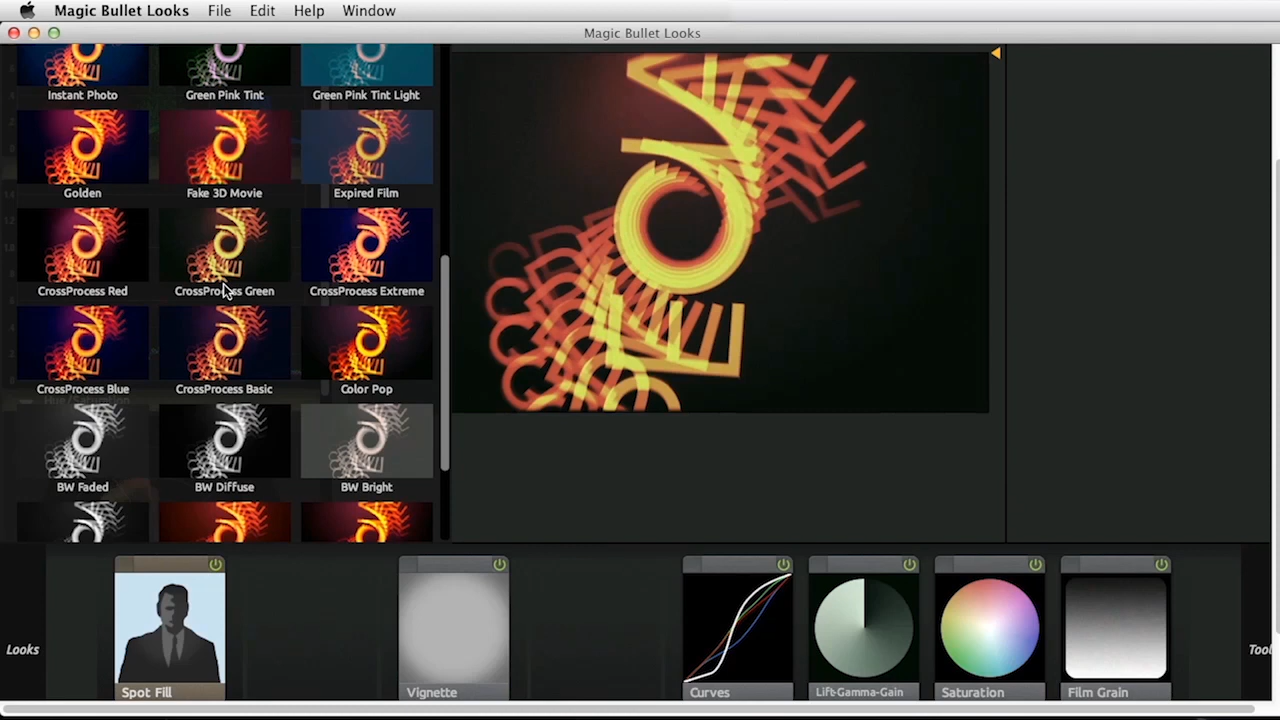 Magic Bullet Looks File Edit Help Window
Magic Bullet Looks
Instant Photo Green Pink Tint Green Pink Tint Light
Golden Fake 3D Movie Expired Film
CrossProcess Red CrossProcess Green CrossProcess Extreme
CrossProcess Blue CrossProcess Basic Color Pop
BW Faded BW Diffuse BW Bright
Looks
Spot Fill Vignette Curves Lift-Gamma-Gain Saturation Film Grain